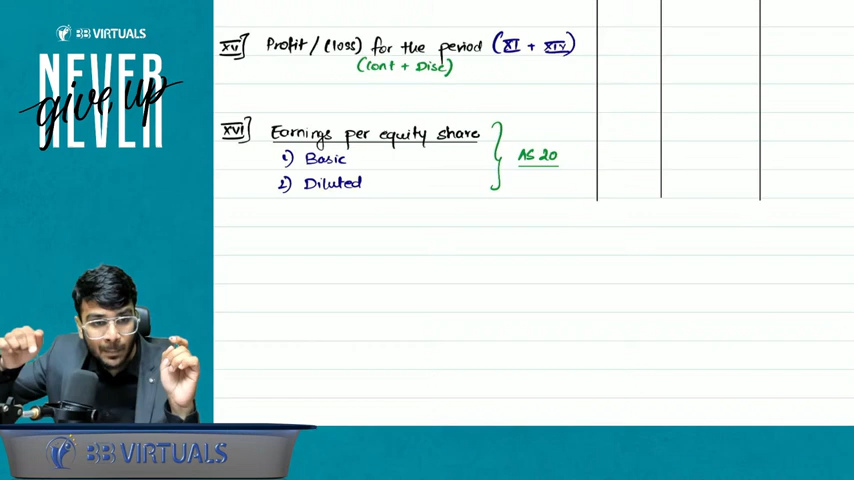 BB VIRTUALS
NEVER
give up
NEVER
XV] Profit / (loss) for the period (XI + XIV)
(Cont + Disc)
XVI] Earnings per equity share
1) Basic
2) Diluted
AS 20
BB VIRTUALS